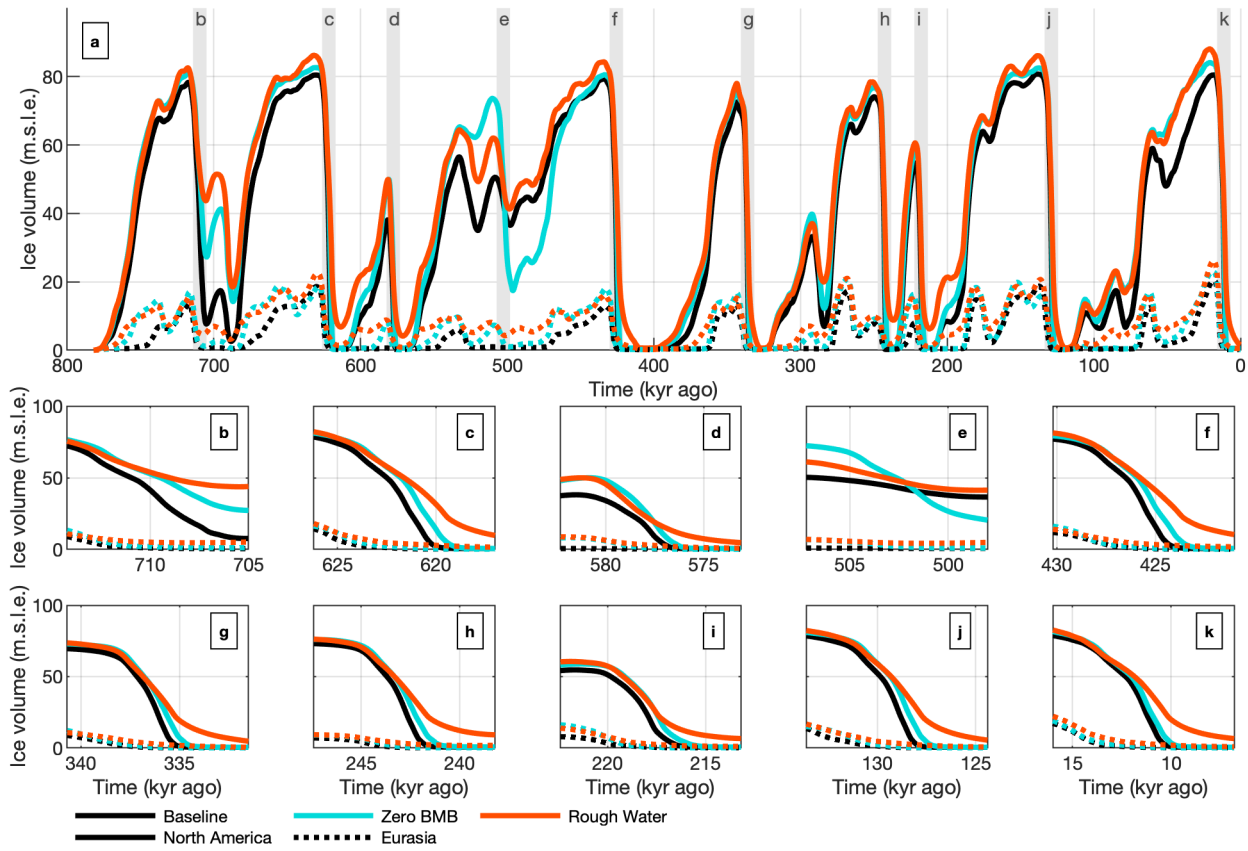 b c d e f g h i j k
a
Ice volume (m.s.l.e.)
80
60
40
20
0
800 700 600 500 400 300 200 100 0
Time (kyr ago)
Ice volume (m.s.l.e.)
100
50
0
b
710 705
c
625 620
d
580 575
e
505 500
f
430 425
Ice volume (m.s.l.e.)
100
50
0
g
340 335
h
245 240
i
220 215
j
130 125
k
15 10
Time (kyr ago) Time (kyr ago) Time (kyr ago) Time (kyr ago) Time (kyr ago)
Baseline Zero BMB Rough Water
North America Eurasia